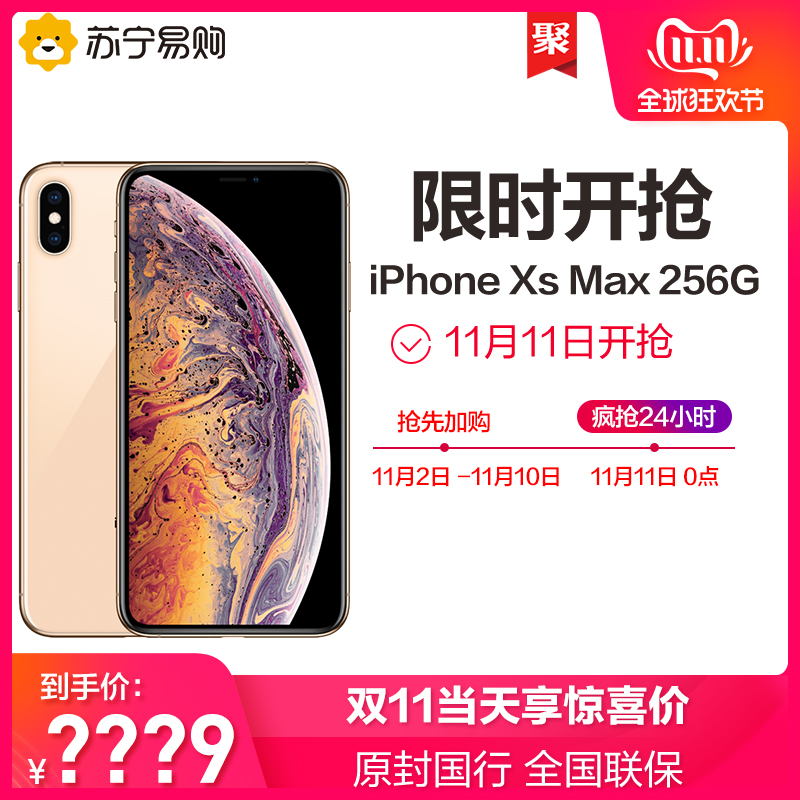 苏宁易购
聚
11.11
全球狂欢节
限时开抢
iPhone Xs Max 256G
11月11日开抢
抢先加购
疯抢24小时
11月2日 -11月10日
11月11日 0点
到手价:
¥ ????9
双11当天享惊喜价
原封国行 全国联保